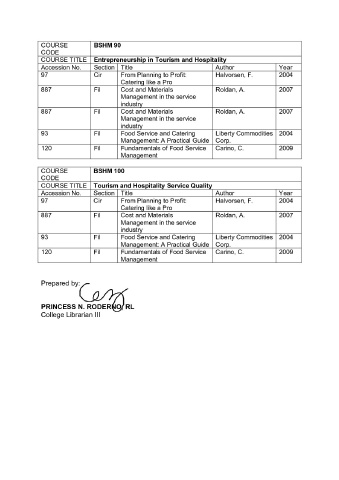 COURSE CODE BSHM 90
COURSE TITLE Entrepreneurship in Tourism and Hospitality
Accession No. Section Title Author Year
97 Cir From Planning to Profit: Halvorsen, F. 2004
Catering like a Pro
887 Fil Cost and Materials Roldan, A. 2007
Management in the service
industry
887 Fil Cost and Materials Roldan, A. 2007
Management in the service
industry
93 Fil Food Service and Catering Liberty Commodities 2004
Management: A Practical Guide Corp.
120 Fil Fundamentals of Food Service Carino, C. 2009
Management
COURSE CODE BSHM 100
COURSE TITLE Tourism and Hospitality Service Quality
Accession No. Section Title Author Year
97 Cir From Planning to Profit: Halvorsen, F. 2004
Catering like a Pro
887 Fil Cost and Materials Roldan, A. 2007
Management in the service
industry
93 Fil Food Service and Catering Liberty Commodities 2004
Management: A Practical Guide Corp.
120 Fil Fundamentals of Food Service Carino, C. 2009
Management
Prepared by:
PRINCESS N. RODERNO, RL
College Librarian III